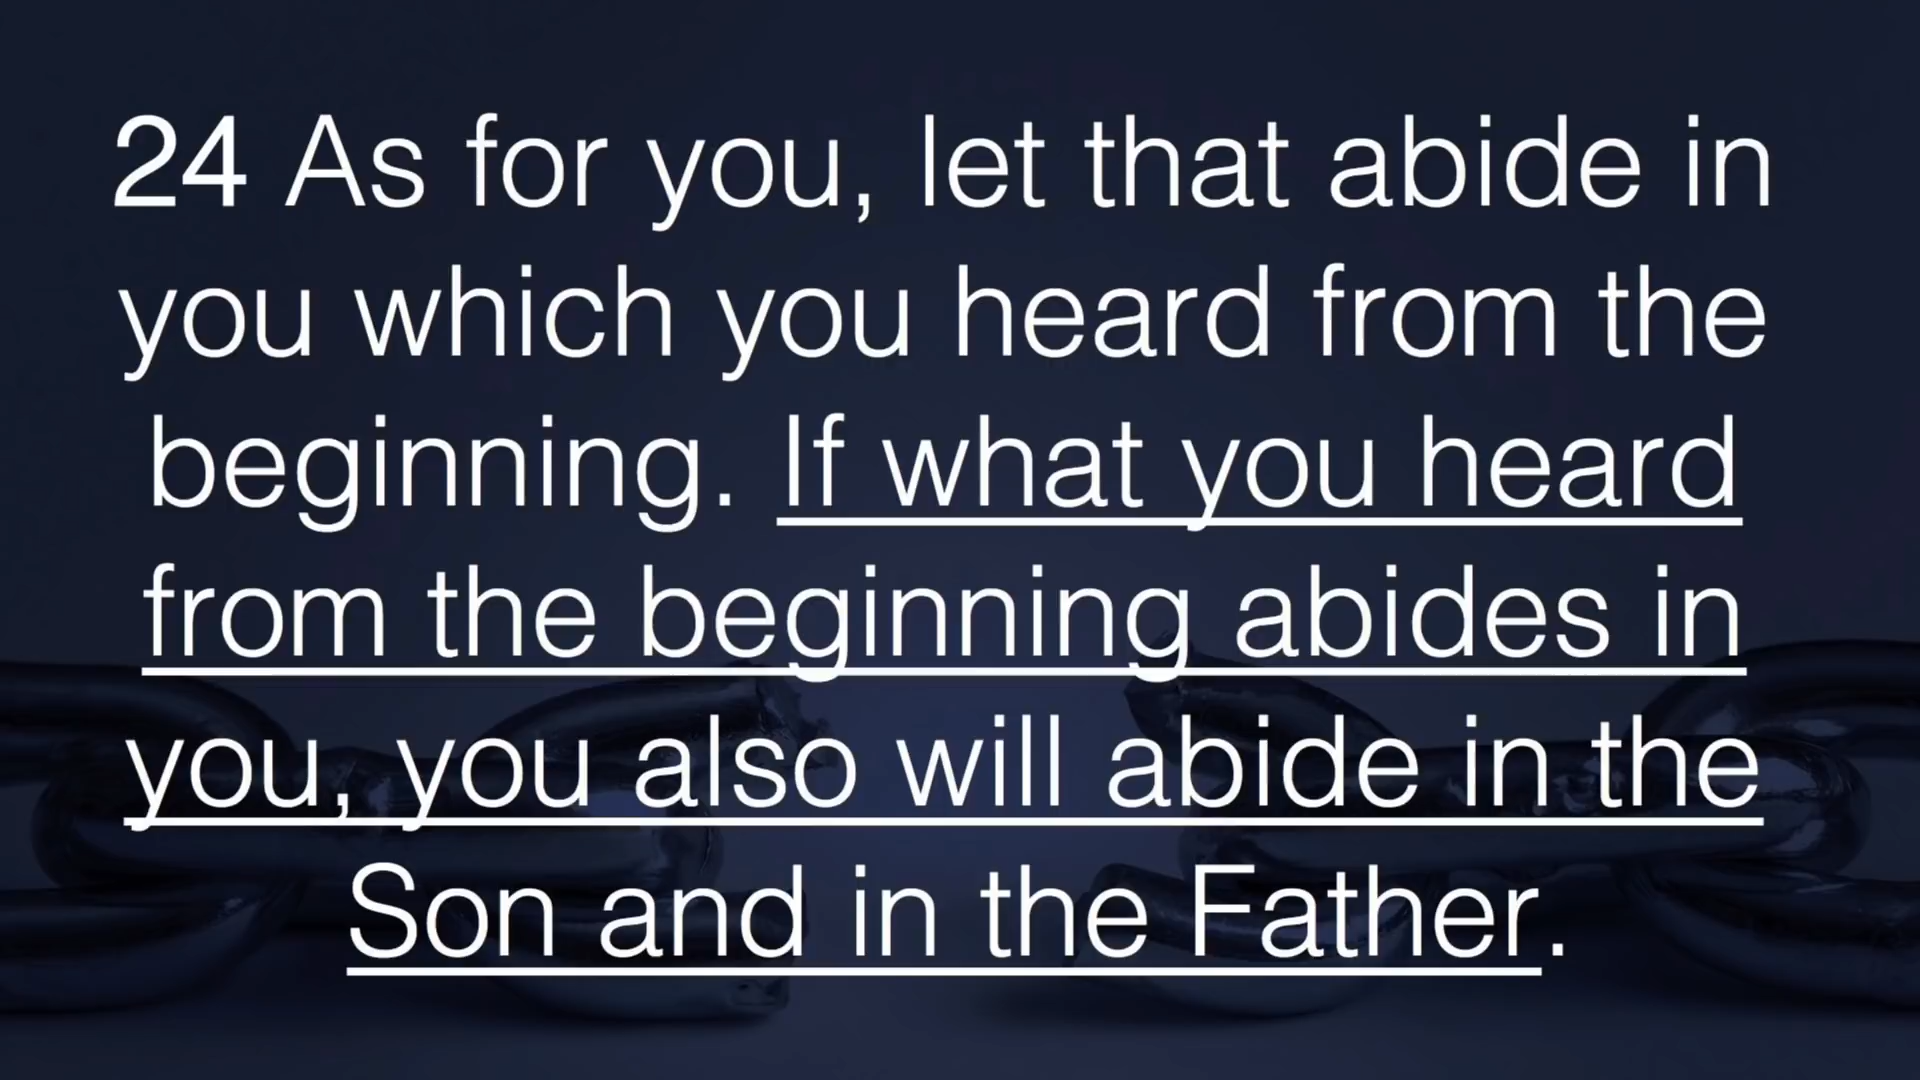 24 As for you, let that abide in
you which you heard from the
beginning. If what you heard
from the beginning abides in
you, you also will abide in the
Son and in the Father.